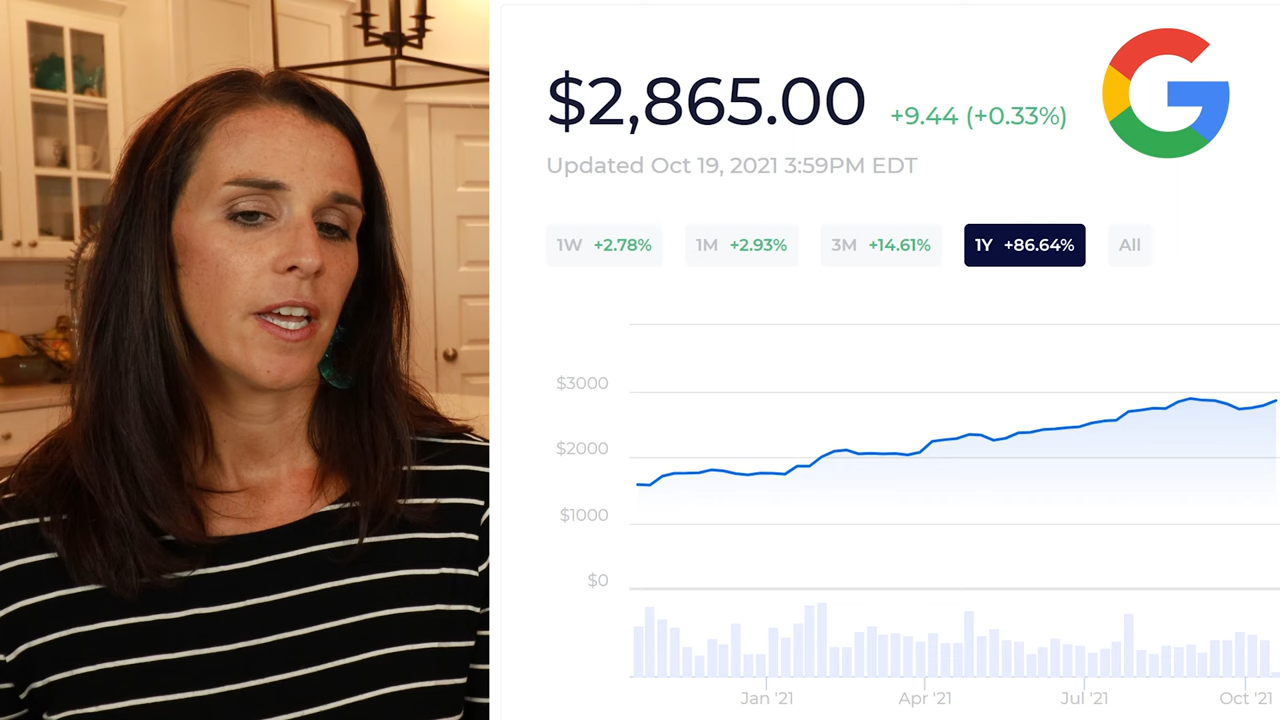 $2,865.00 +9.44 (+0.33%)
Updated Oct 19, 2021 3:59PM EDT
1W +2.78% 1M +2.93% 3M +14.61% 1Y +86.64% All
$3000
$2000
$1000
$0
Jan '21 Apr '21 Jul '21 Oct '21